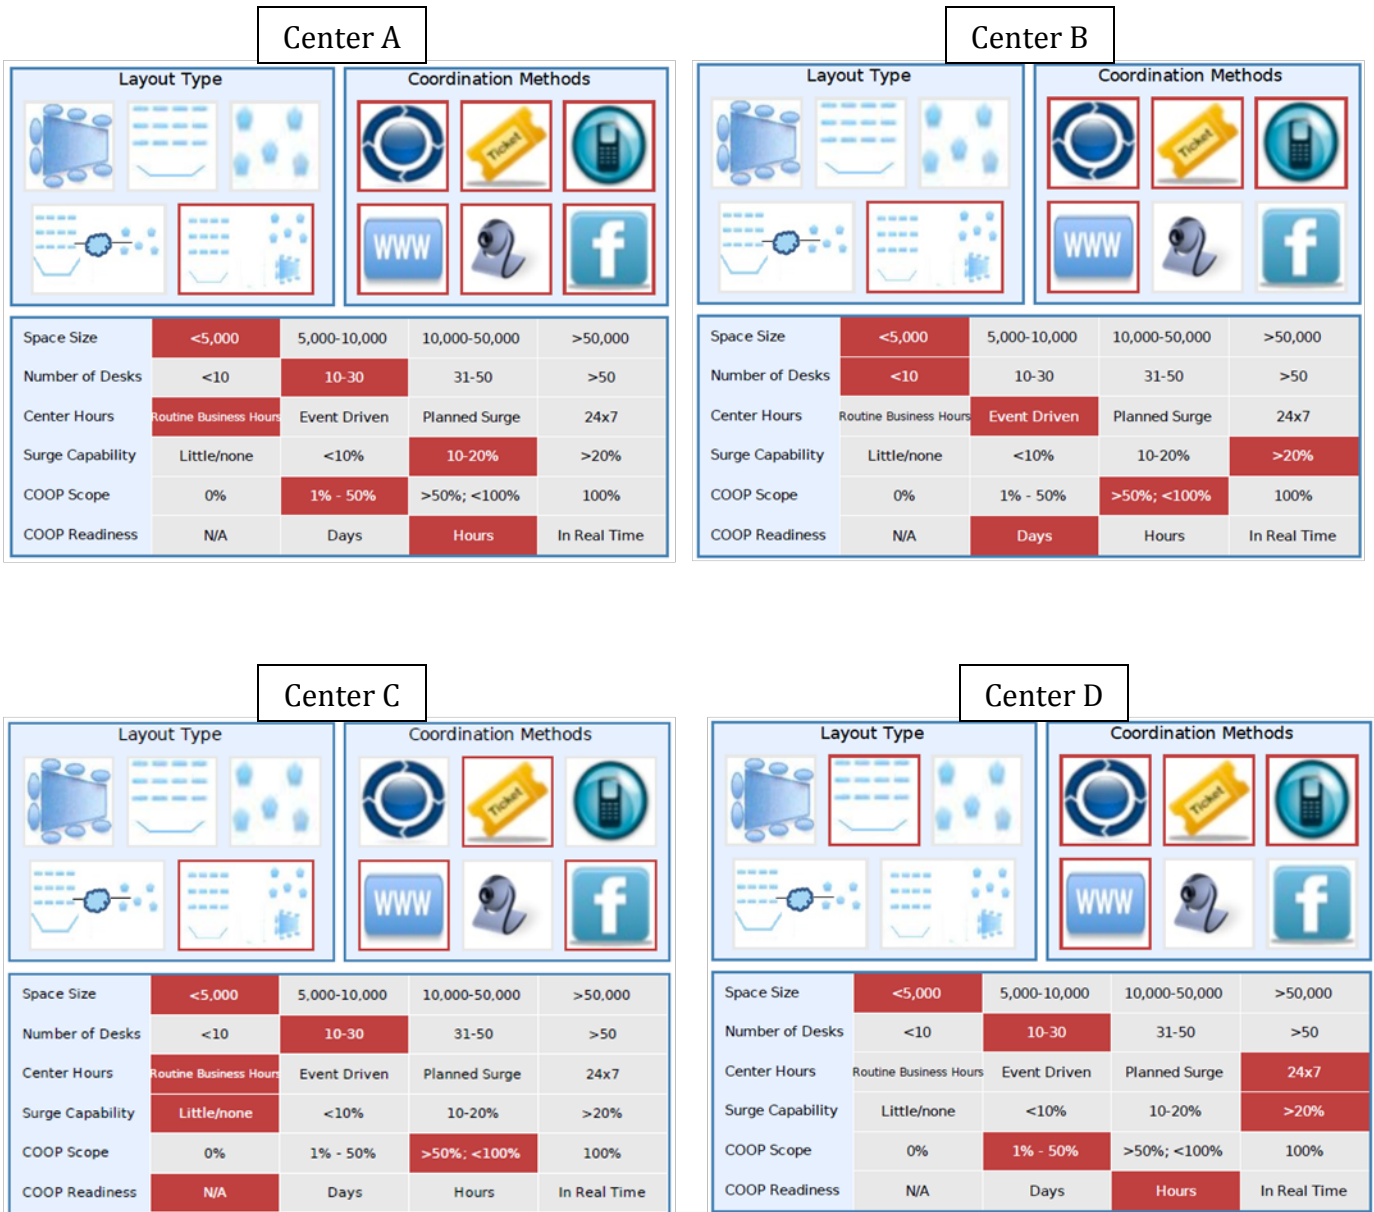 Center A
Center B
Layout Type
Coordination Methods
Ticket
WWW
f
Space Size <5,000 5,000-10,000 10,000-50,000 >50,000
Number of Desks <10 10-30 31-50 >50
Center Hours Routine Business Hours Event Driven Planned Surge 24x7
Surge Capability Little/none <10% 10-20% >20%
COOP Scope 0% 1% - 50% >50%; <100% 100%
COOP Readiness N/A Days Hours In Real Time
Layout Type
Coordination Methods
Ticket
WWW
f
Space Size <5,000 5,000-10,000 10,000-50,000 >50,000
Number of Desks <10 10-30 31-50 >50
Center Hours Routine Business Hours Event Driven Planned Surge 24x7
Surge Capability Little/none <10% 10-20% >20%
COOP Scope 0% 1% - 50% >50%; <100% 100%
COOP Readiness N/A Days Hours In Real Time
Center C
Center D
Layout Type
Coordination Methods
Ticket
WWW
f
Space Size <5,000 5,000-10,000 10,000-50,000 >50,000
Number of Desks <10 10-30 31-50 >50
Center Hours Routine Business Hours Event Driven Planned Surge 24x7
Surge Capability Little/none <10% 10-20% >20%
COOP Scope 0% 1% - 50% >50%; <100% 100%
COOP Readiness N/A Days Hours In Real Time
Layout Type
Coordination Methods
Ticket
WWW
f
Space Size <5,000 5,000-10,000 10,000-50,000 >50,000
Number of Desks <10 10-30 31-50 >50
Center Hours Routine Business Hours Event Driven Planned Surge 24x7
Surge Capability Little/none <10% 10-20% >20%
COOP Scope 0% 1% - 50% >50%; <100% 100%
COOP Readiness N/A Days Hours In Real Time